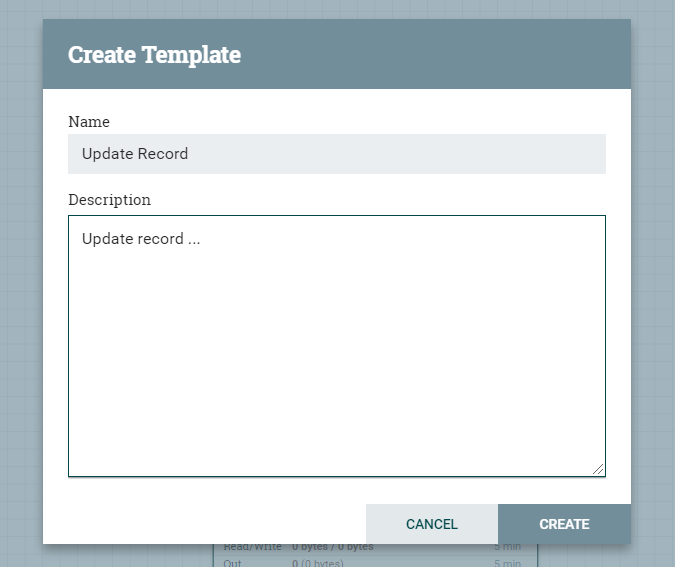 Create Template
Name
Update Record
Description
Update record ...
CANCEL
CREATE
Read/Write 0 bytes / 0 bytes 5 min
Out 0 (0 bytes) 5 min